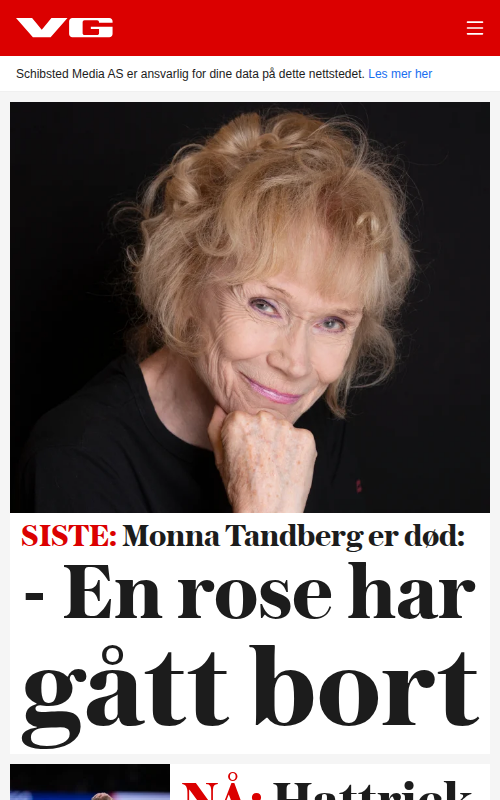 VG
Schibsted Media AS er ansvarlig for dine data på dette nettstedet. Les mer her
SISTE: Monna Tandberg er død:
- En rose har
gått bort
NÅ: Hattrick